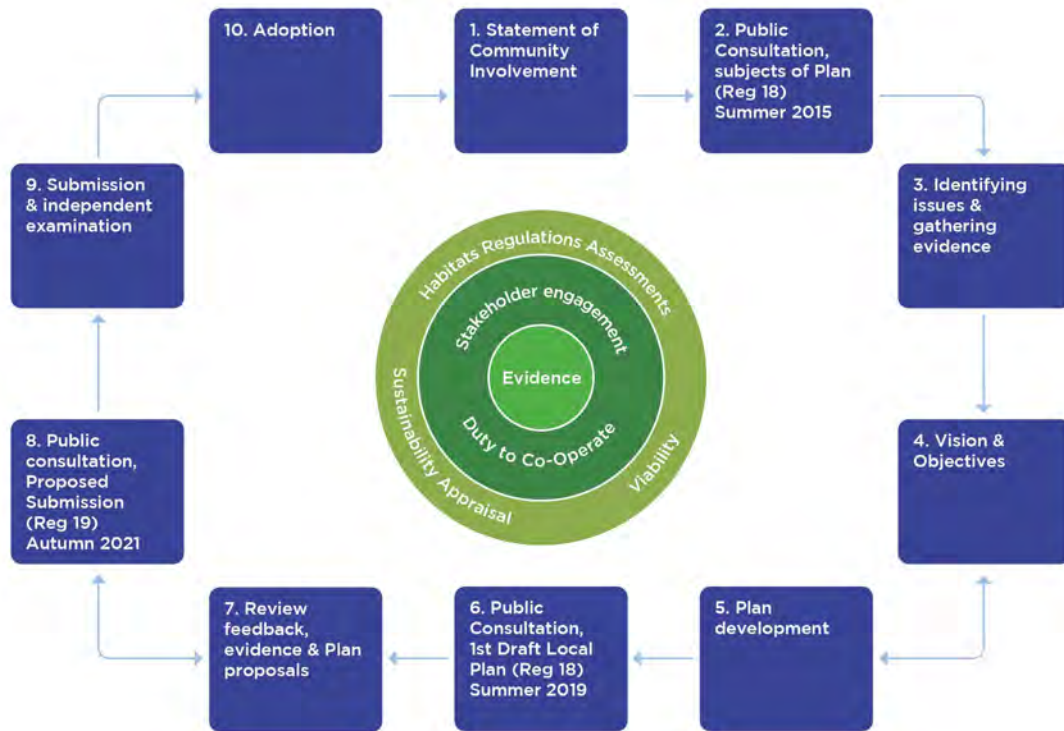 10. Adoption
1. Statement of
Community
Involvement
2. Public
Consultation,
subjects of Plan
(Reg 18)
Summer 2015
3. Identifying
issues &
gathering
evidence
4. Vision &
Objectives
5. Plan
development
6. Public
Consultation,
1st Draft Local
Plan (Reg 18)
Summer 2019
7. Review
feedback,
evidence & Plan
proposals
8. Public
consultation,
Proposed
Submission
(Reg 19)
Autumn 2021
9. Submission
& independent
examination
Habitats Regulations Assessments
Stakeholder engagement
Evidence
Duty to Co-Operate
Sustainability Appraisal
Viability